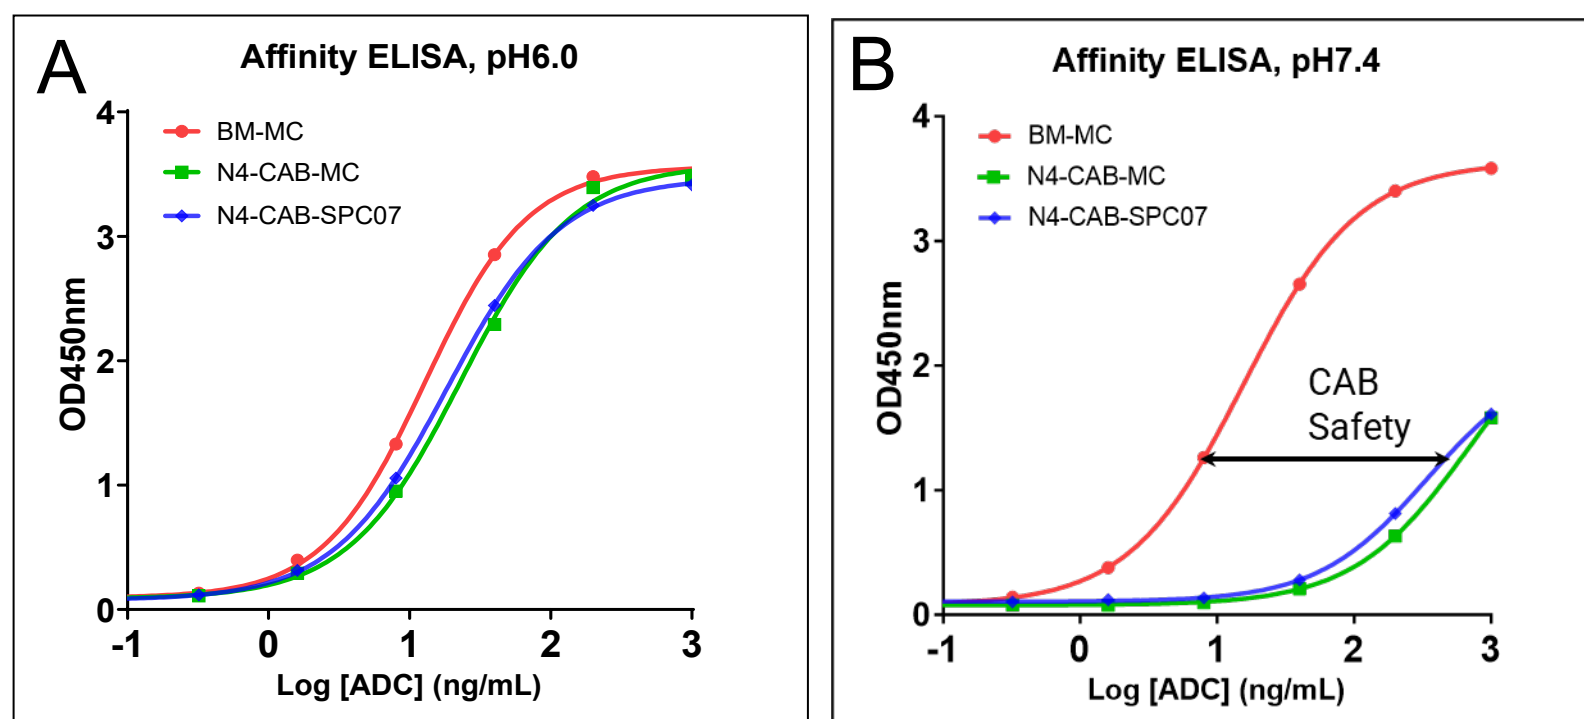 A
Affinity ELISA, pH6.0
BM-MC
N4-CAB-MC
N4-CAB-SPC07
OD450nm
4
3
2
1
0
-1 0 1 2 3
Log [ADC] (ng/mL)
B
Affinity ELISA, pH7.4
BM-MC
N4-CAB-MC
N4-CAB-SPC07
OD450nm
4
3
2
1
0
CAB
Safety
-1 0 1 2 3
Log [ADC] (ng/mL)